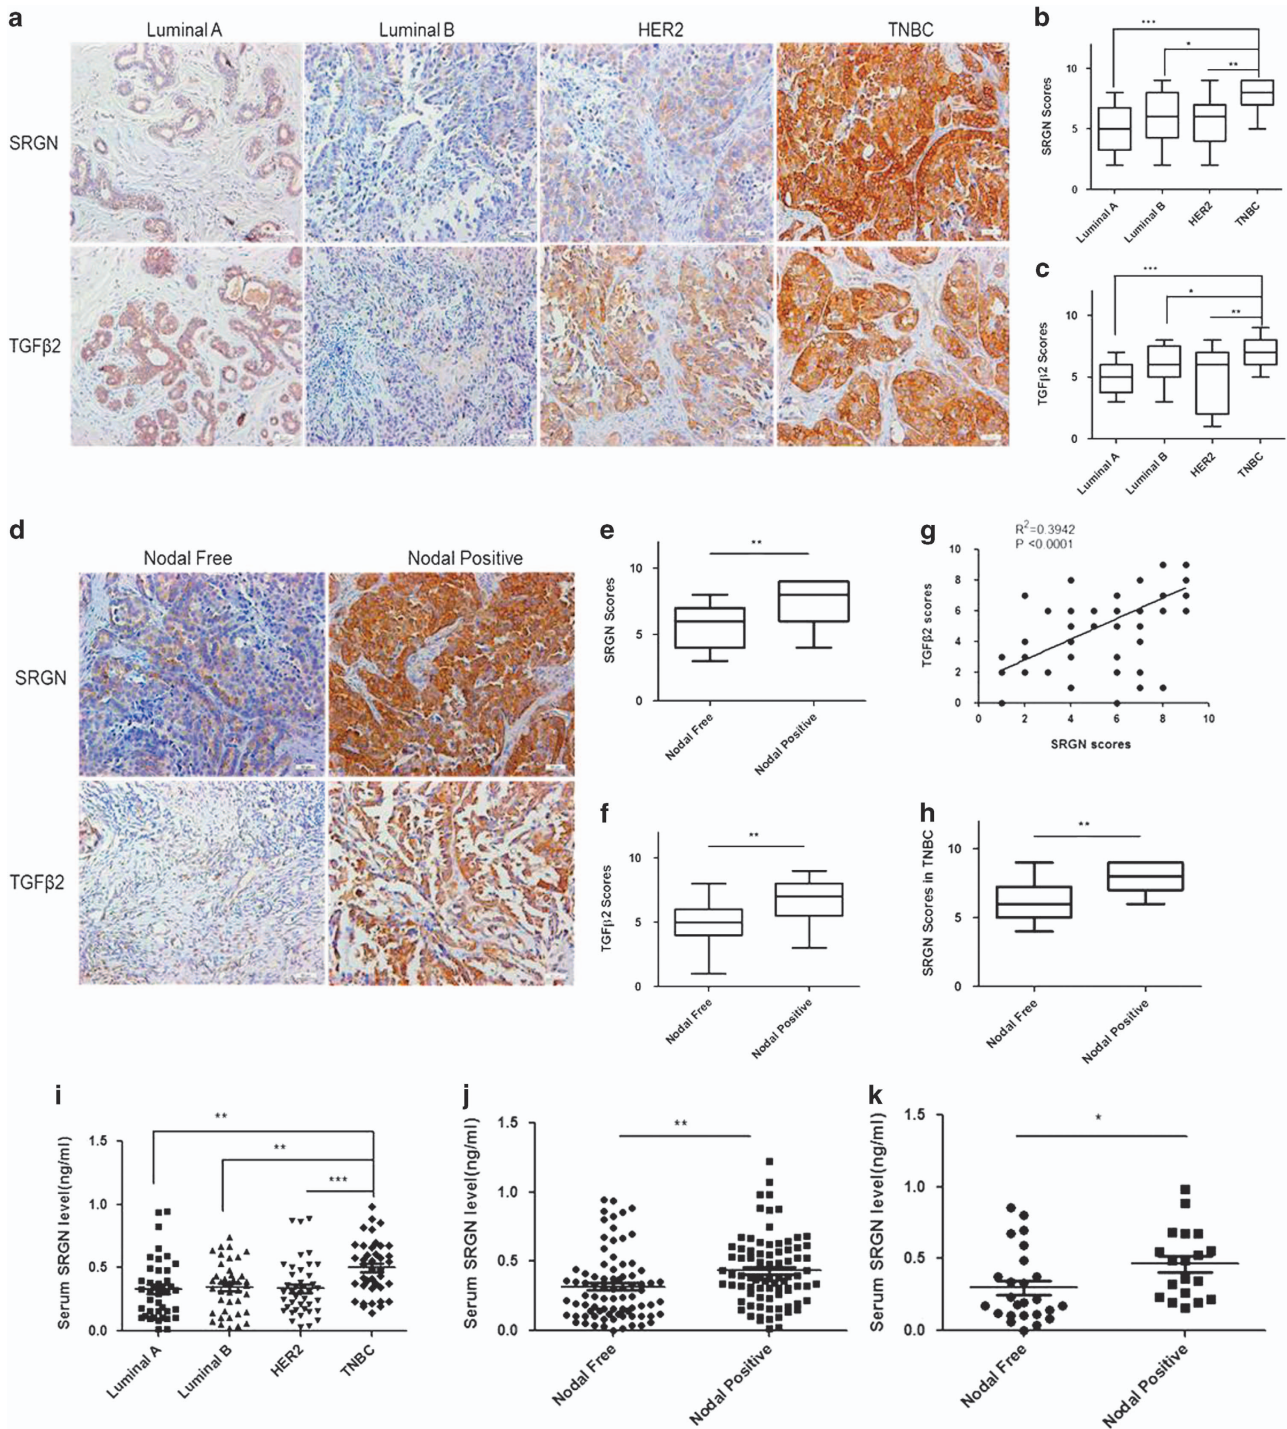 a
Luminal A
Luminal B
HER2
TNBC
SRGN
TGFβ2
b
***
*
**
SRGN Scores
10
5
0
Luminal A
Luminal B
HER2
TNBC
c
***
*
**
TGFβ2 Scores
10
5
0
Luminal A
Luminal B
HER2
TNBC
d
Nodal Free
Nodal Positive
SRGN
TGFβ2
e
**
SRGN Scores
10
5
0
Nodal Free
Nodal Positive
f
**
TGFβ2 Scores
10
5
0
Nodal Free
Nodal Positive
g
R²=0.3942
P <0.0001
TGFβ2 scores
10
8
6
4
2
0
0
2
4
6
8
10
SRGN scores
h
**
SRGN Scores in TNBC
10
5
0
Nodal Free
Nodal Positive
i
**
**
***
Serum SRGN level(ng/ml)
1.5
1.0
0.5
0.0
Luminal A
Luminal B
HER2
TNBC
j
**
Serum SRGN level(ng/ml)
1.5
1.0
0.5
0.0
Nodal Free
Nodal Positive
k
*
Serum SRGN level(ng/ml)
1.5
1.0
0.5
0.0
Nodal Free
Nodal Positive